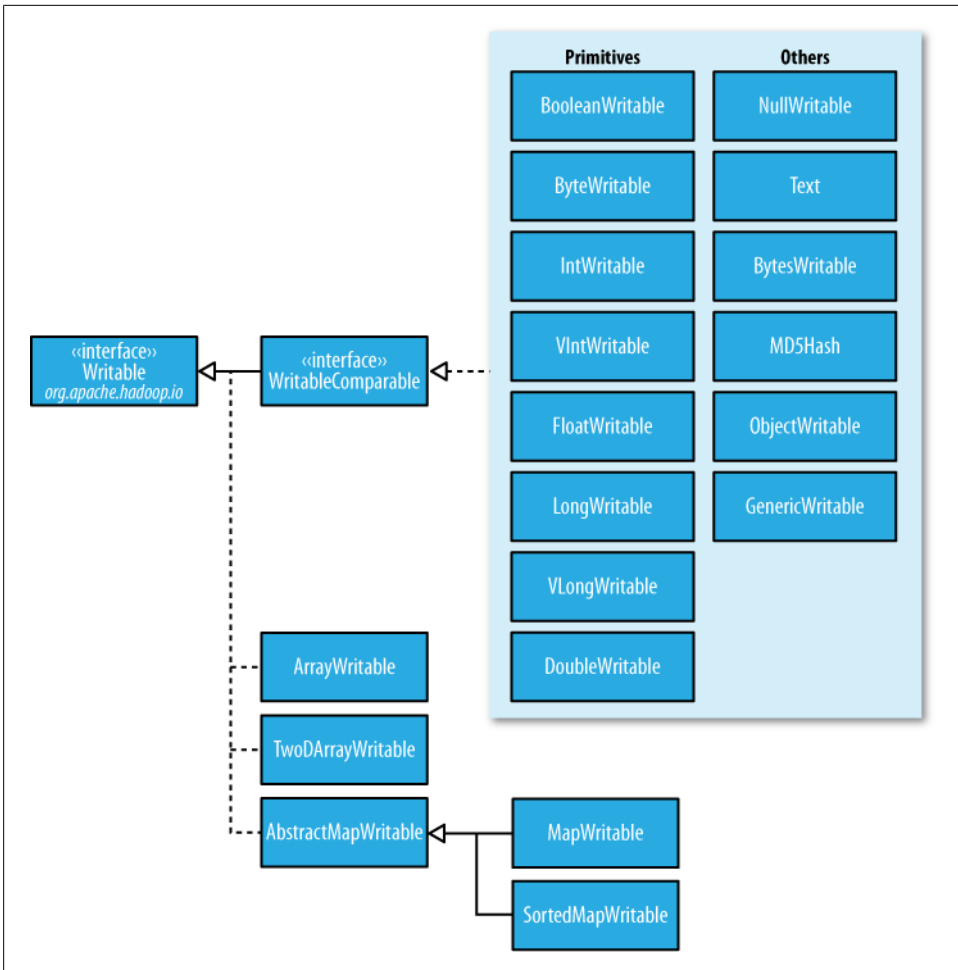 Primitives
Others
BooleanWritable
NullWritable
ByteWritable
Text
IntWritable
BytesWritable
«interface»
Writable
org.apache.hadoop.io
«interface»
WritableComparable
VIntWritable
MD5Hash
FloatWritable
ObjectWritable
LongWritable
GenericWritable
VLongWritable
DoubleWritable
ArrayWritable
TwoDArrayWritable
AbstractMapWritable
MapWritable
SortedMapWritable